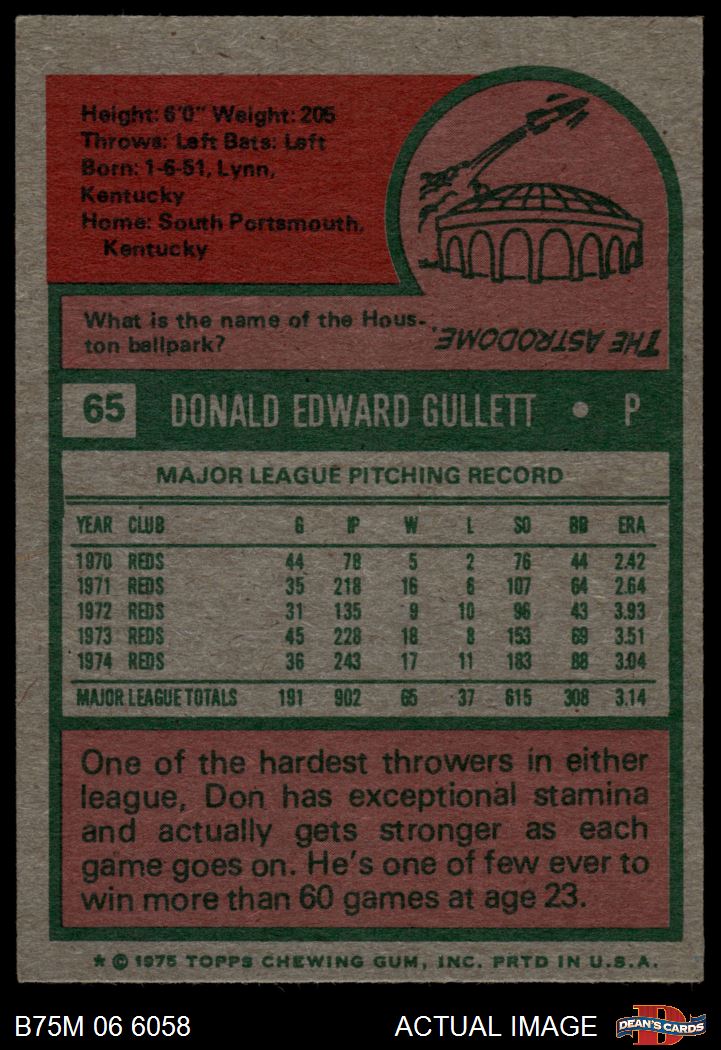 Height: 6'0" Weight: 205
Throws: Left Bats: Left
Born: 1-6-51, Lynn,
Kentucky
Home: South Portsmouth,
Kentucky
What is the name of the Hous-
ton ballpark?
THE ASTRODOME.
65 DONALD EDWARD GULLETT • P
MAJOR LEAGUE PITCHING RECORD
YEAR CLUB G IP W L SO BB ERA
1970 REDS 44 78 5 2 76 44 2.42
1971 REDS 35 218 16 6 107 64 2.64
1972 REDS 31 135 9 10 96 43 3.93
1973 REDS 45 228 18 8 153 69 3.51
1974 REDS 36 243 17 11 183 88 3.04
MAJOR LEAGUE TOTALS 191 902 65 37 615 308 3.14
One of the hardest throwers in either
league, Don has exceptional stamina
and actually gets stronger as each
game goes on. He's one of few ever to
win more than 60 games at age 23.
* © 1975 TOPPS CHEWING GUM, INC. PRTD IN U.S.A.
B75M 06 6058 ACTUAL IMAGE DEAN'S CARDS